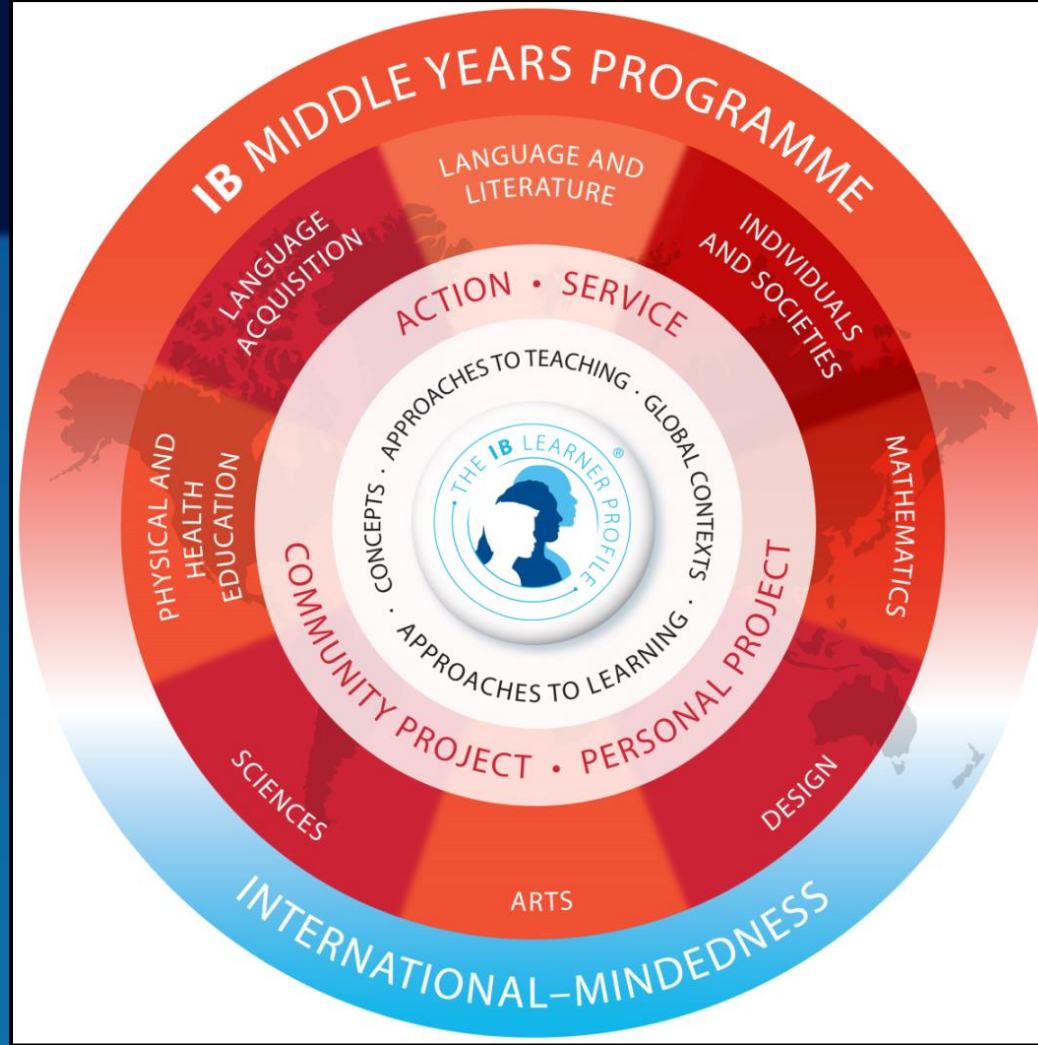 IB MIDDLE YEARS PROGRAMME
LANGUAGE AND
LITERATURE
LANGUAGE
ACQUISITION
INDIVIDUALS
AND SOCIETIES
PHYSICAL AND
HEALTH
EDUCATION
MATHEMATICS
SCIENCES
ARTS
DESIGN
ACTION • SERVICE
COMMUNITY PROJECT • PERSONAL PROJECT
APPROACHES TO TEACHING · GLOBAL CONTEXTS ·
· CONCEPTS ·
APPROACHES TO LEARNING
• THE IB LEARNER PROFILE •®
INTERNATIONAL–MINDEDNESS